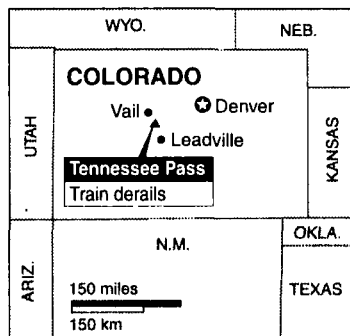 WYO.
NEB.
COLORADO
Vail
Denver
Leadville
UTAH
KANSAS
Tennessee Pass
Train derails
OKLA.
N.M.
ARIZ.
TEXAS
150 miles
150 km